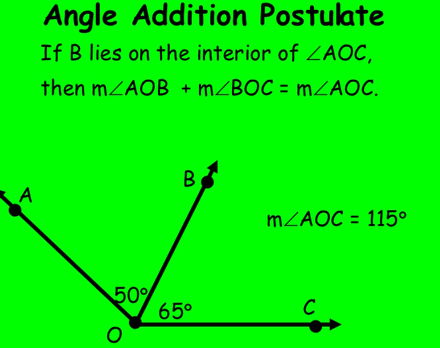 Angle Addition Postulate
If B lies on the interior of ∠AOC,
then m∠AOB + m∠BOC = m∠AOC.
B
A
m∠AOC = 115°
50°
65°
C
O